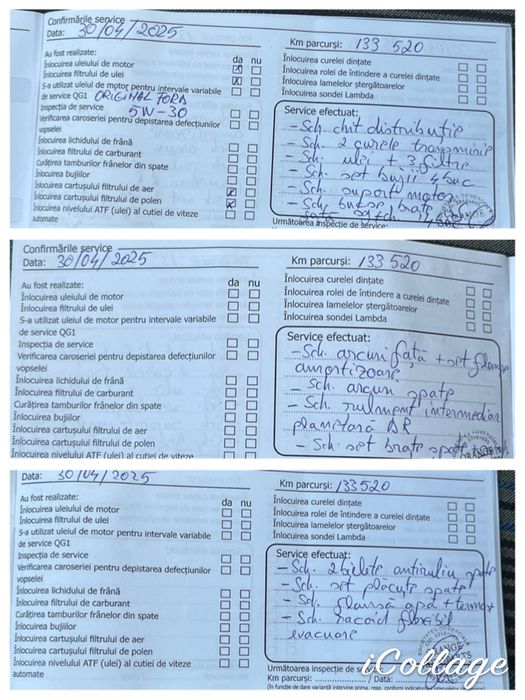 Confirmările service
Data: 30/04/2025
Km parcurşi: 133 520
Au fost realizate:
da nu
Înlocuirea uleiului de motor
Înlocuirea filtrului de ulei
S-a utilizat uleiul de motor pentru intervale variabile
de service QG1 ORIGINAL FORD
Inspecţia de service 5W-30
Verificarea caroseriei pentru depistarea defecţiunilor
vopselei
Înlocuirea lichidului de frână
Înlocuirea filtrului de carburant
Curăţirea tamburilor frânelor din spate
Înlocuirea bujiilor
Înlocuirea cartuşului filtrului de aer
Înlocuirea cartuşului filtrului de polen
Înlocuirea nivelului ATF (ulei) al cutiei de viteze
automate
Înlocuirea curelei dinţate
Înlocuirea rolei de întindere a curelei dinţate
Înlocuirea lamelelor ştergătoarelor
Înlocuirea sondei Lambda
Service efectuat:
- Sch. chit distribuţie
- Sch. 2 curele transmisie
- Sch. ulei + 3 filtre
- Sch. set bujii 4 buc
- Sch. suporti motor
- Sch. bucşe braţe
Următoarea inspecţie de service:
Confirmările service
Data: 30/04/2025
Km parcurşi: 133 520
Au fost realizate:
da nu
Înlocuirea uleiului de motor
Înlocuirea filtrului de ulei
S-a utilizat uleiul de motor pentru intervale variabile
de service QG1
Inspecţia de service
Verificarea caroseriei pentru depistarea defecţiunilor
vopselei
Înlocuirea lichidului de frână
Înlocuirea filtrului de carburant
Curăţirea tamburilor frânelor din spate
Înlocuirea bujiilor
Înlocuirea cartuşului filtrului de aer
Înlocuirea cartuşului filtrului de polen
Înlocuirea nivelului ATF (ulei) al cutiei de viteze
Înlocuirea curelei dinţate
Înlocuirea rolei de întindere a curelei dinţate
Înlocuirea lamelelor ştergătoarelor
Înlocuirea sondei Lambda
Service efectuat:
- Sch. arcuri faţă + set flanşe
amortizoare
- Sch. arcuri spate
- Sch. rulment intermediar
planetară DR
- Sch. set braţe spate
Data: 30/04/2025
Km parcurşi: 133520
Au fost realizate:
da nu
Înlocuirea uleiului de motor
Înlocuirea filtrului de ulei
S-a utilizat uleiul de motor pentru intervale variabile
de service QG1
Inspecţia de service
Verificarea caroseriei pentru depistarea defecţiunilor
vopselei
Înlocuirea lichidului de frână
Înlocuirea filtrului de carburant
Curăţirea tamburilor frânelor din spate
Înlocuirea bujiilor
Înlocuirea cartuşului filtrului de aer
Înlocuirea cartuşului filtrului de polen
Înlocuirea nivelului ATF (ulei) al cutiei de viteze
automate
Înlocuirea curelei dinţate
Înlocuirea rolei de întindere a curelei dinţate
Înlocuirea lamelelor ştergătoarelor
Înlocuirea sondei Lambda
Service efectuat:
- Sch. 2 bielete antiruliu spate
- Sch. set plăcuţe spate
- Sch. flanşă apă + termost
- Sch. racord flexibil
evacuare
Următoarea inspecţie de
Km parcurşi: / Data:
iCollage